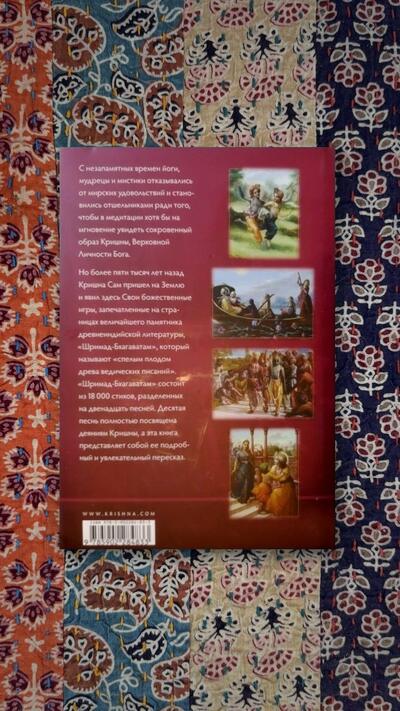 С незапамятных времен йоги,
мудрецы и мистики отказывались
от мирских удовольствий и стано-
вились отшельниками ради того,
чтобы в медитации хотя бы на
мгновение увидеть сокровенный
образ Кришны, Верховной
Личности Бога.
Но более пяти тысяч лет назад
Кришна Сам пришел на Землю
и явил здесь Свои божественные
игры, запечатленные на стра-
ницах величайшего памятника
древнеиндийской литературы,
«Шримад-Бхагаватам», который
называют «спелым плодом
древа ведических писаний».
«Шримад-Бхагаватам» состоит
из 18 000 стихов, разделенных
на двенадцать песней. Десятая
песнь полностью посвящена
деяниям Кришны, а эта книга
представляет собой ее подроб-
ный и увлекательный пересказ.
WWW.KRISHNA.COM